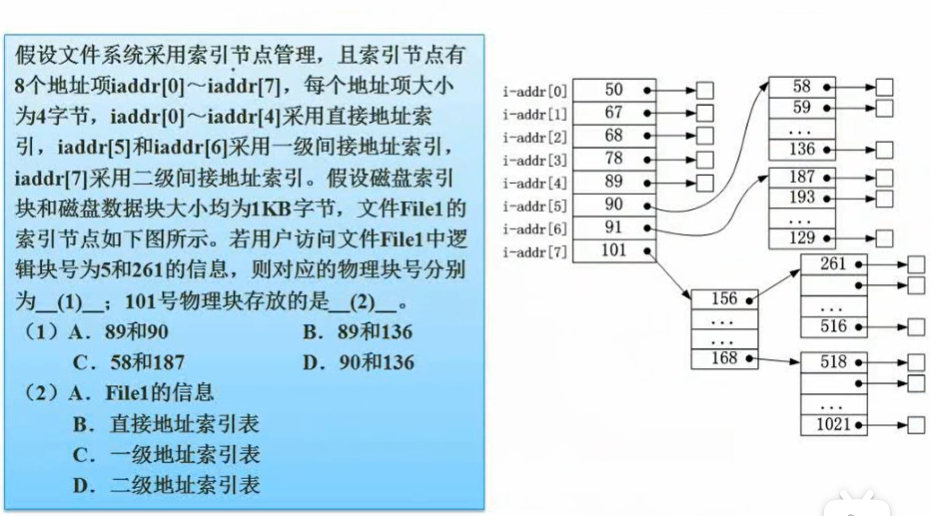 假设文件系统采用索引节点管理，且索引节点有
8个地址项iaddr[0]～iaddr[7]，每个地址项大小
为4字节，iaddr[0]～iaddr[4]采用直接地址索
引，iaddr[5]和iaddr[6]采用一级间接地址索引，
iaddr[7]采用二级间接地址索引。假设磁盘索引
块和磁盘数据块大小均为1KB字节，文件File1的
索引节点如下图所示。若用户访问文件File1中逻
辑块号为5和261的信息，则对应的物理块号分别
为__(1)__；101号物理块存放的是__(2)__。
（1）A．89和90 B．89和136
C．58和187 D．90和136
（2）A．File1的信息
B．直接地址索引表
C．一级地址索引表
D．二级地址索引表
i-addr[0] 50
i-addr[1] 67
i-addr[2] 68
i-addr[3] 78
i-addr[4] 89
i-addr[5] 90
i-addr[6] 91
i-addr[7] 101
58
59
...
136
187
193
...
129
156
...
...
168
261
...
516
518
...
1021